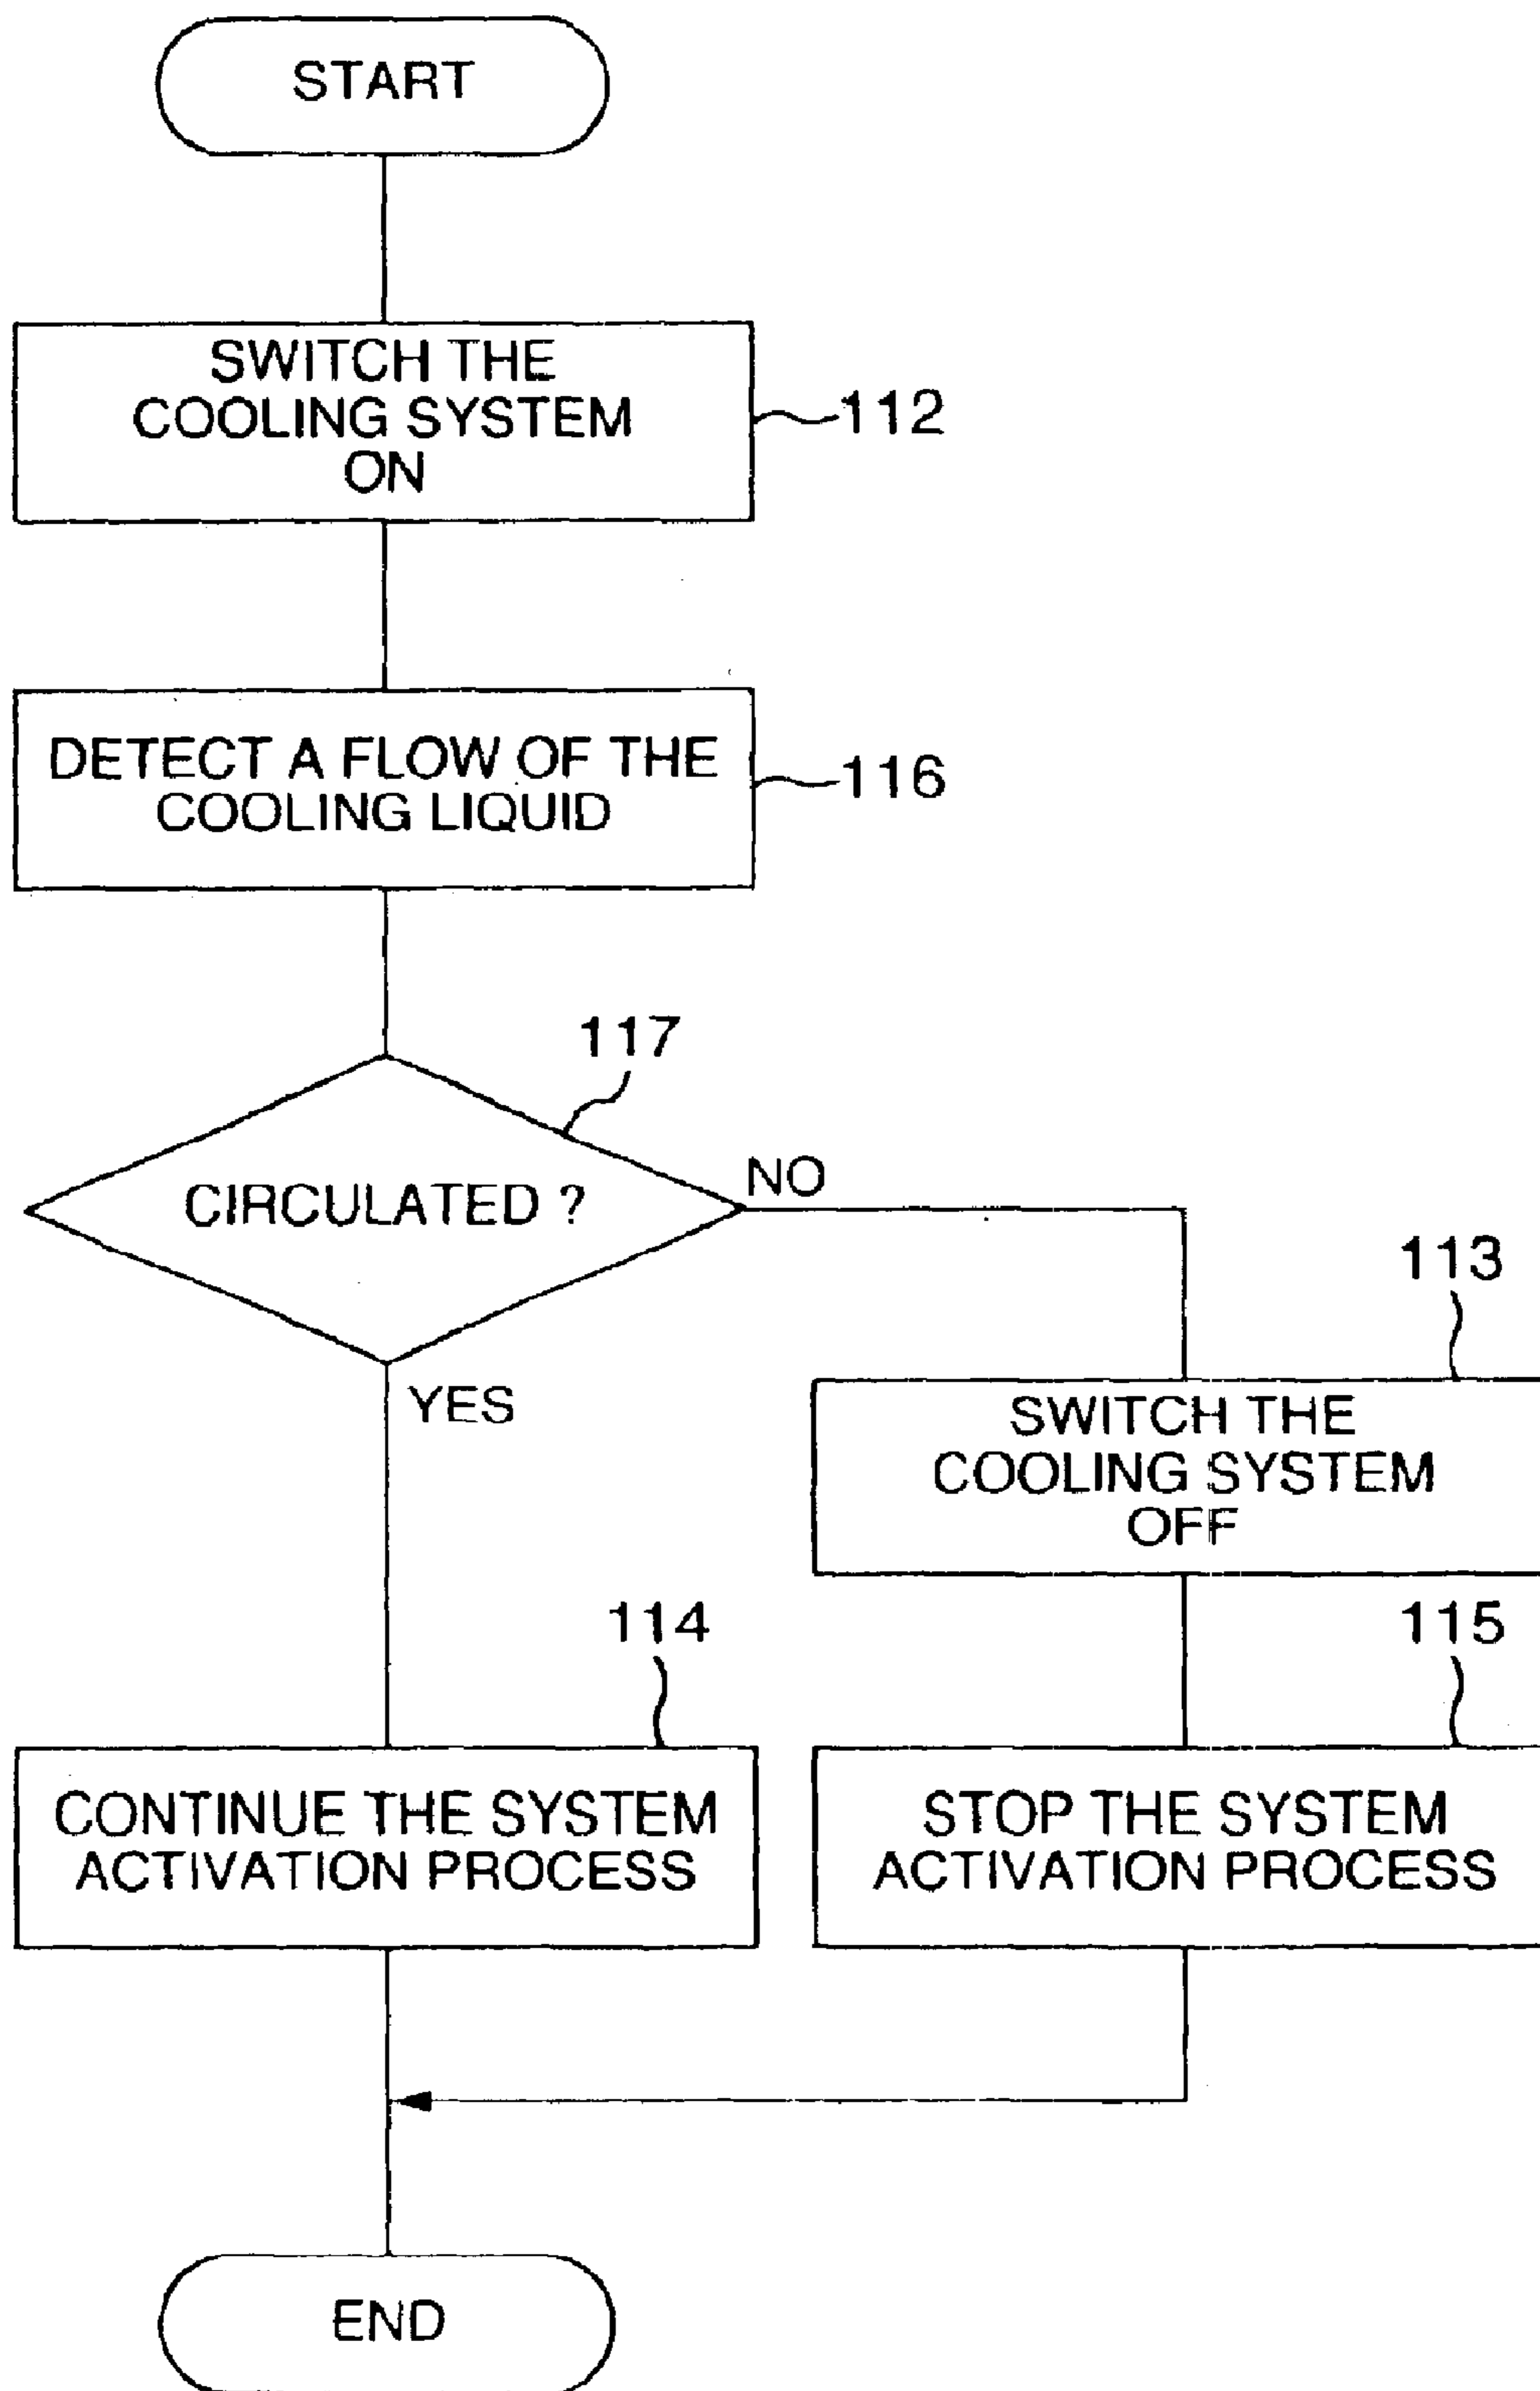 START
SWITCH THE
COOLING SYSTEM
ON
112
DETECT A FLOW OF THE
COOLING LIQUID
116
117
CIRCULATED ?
NO
YES
113
SWITCH THE
COOLING SYSTEM
OFF
114
115
CONTINUE THE SYSTEM
ACTIVATION PROCESS
STOP THE SYSTEM
ACTIVATION PROCESS
END